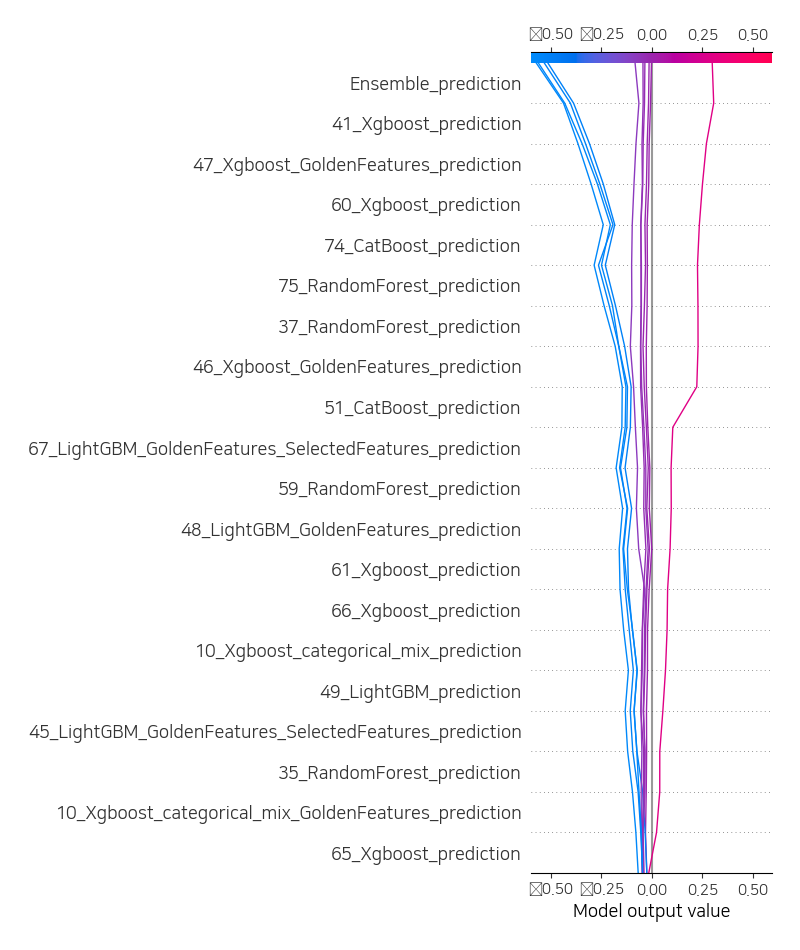 0.50 0.25 0.00 0.25 0.50
Ensemble_prediction
41_Xgboost_prediction
47_Xgboost_GoldenFeatures_prediction
60_Xgboost_prediction
74_CatBoost_prediction
75_RandomForest_prediction
37_RandomForest_prediction
46_Xgboost_GoldenFeatures_prediction
51_CatBoost_prediction
67_LightGBM_GoldenFeatures_SelectedFeatures_prediction
59_RandomForest_prediction
48_LightGBM_GoldenFeatures_prediction
61_Xgboost_prediction
66_Xgboost_prediction
10_Xgboost_categorical_mix_prediction
49_LightGBM_prediction
45_LightGBM_GoldenFeatures_SelectedFeatures_prediction
35_RandomForest_prediction
10_Xgboost_categorical_mix_GoldenFeatures_prediction
65_Xgboost_prediction
0.50 0.25 0.00 0.25 0.50
Model output value